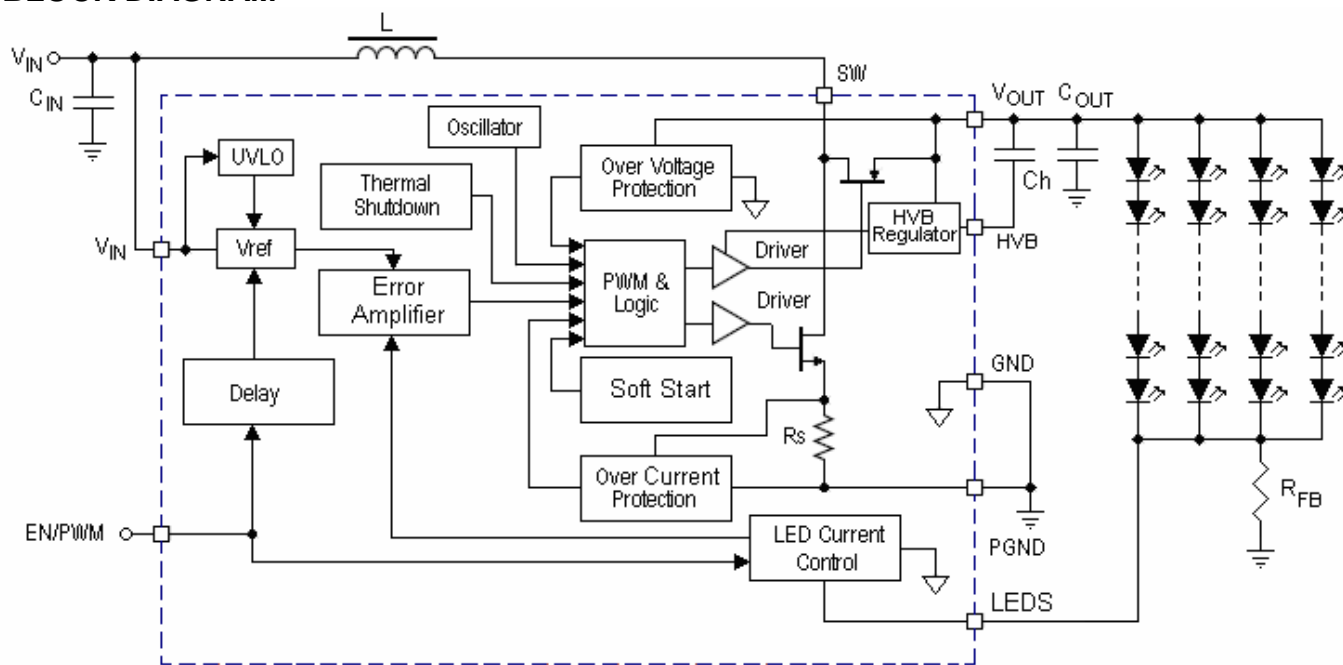 L
VIN
CIN
SW
VOUT
COUT
Oscillator
UVLO
Thermal
Shutdown
Over Voltage
Protection
Ch
HVB
Regulator
HVB
VIN
Vref
Error
Amplifier
PWM &
Logic
Driver
Driver
GND
Delay
Soft Start
Rs
Over Current
Protection
RFB
EN/PWM
PGND
LED Current
Control
LEDS